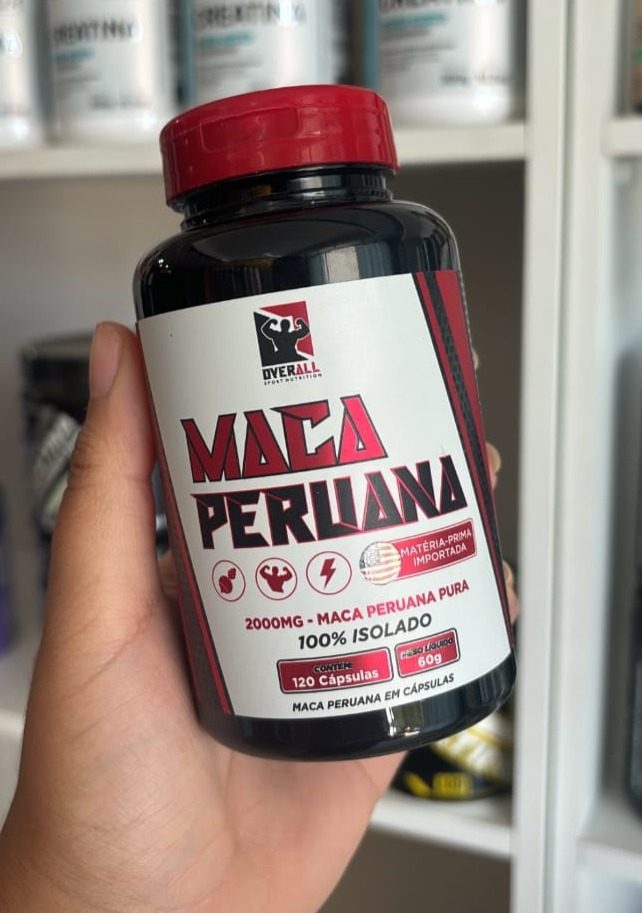 CREATINA
OVERALL
SPORT NUTRITION
MACA
PERUANA
MATÉRIA-PRIMA
IMPORTADA
2000MG - MACA PERUANA PURA
100% ISOLADO
CONTÉM:
120 Cápsulas
PESO LÍQUIDO
60g
MACA PERUANA EM CÁPSULAS